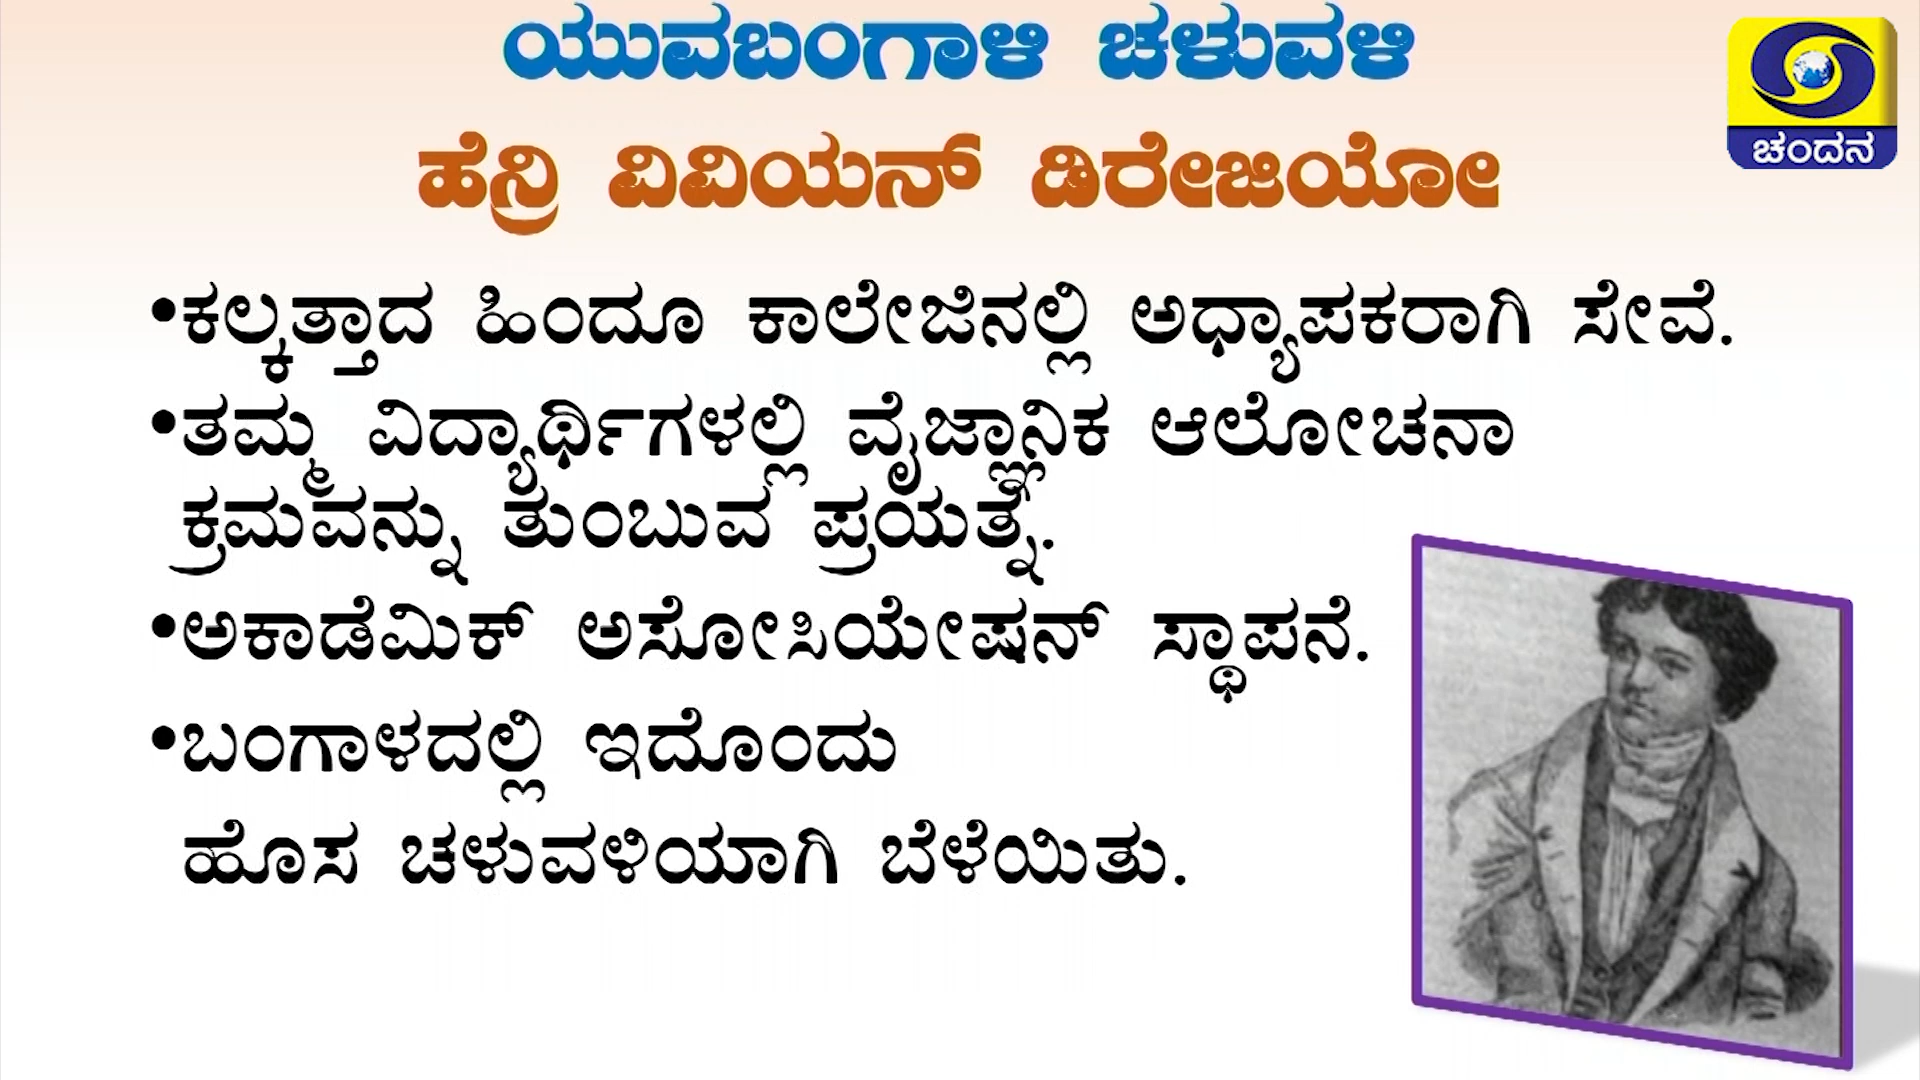 ಯುವಬಂಗಾಳಿ ಚಳುವಳಿ
ಚಂದನ
ಹೆನ್ರಿ ವಿವಿಯನ್ ಡಿರೇಜಿಯೋ
•ಕಲ್ಕತ್ತಾದ ಹಿಂದೂ ಕಾಲೇಜಿನಲ್ಲಿ ಅಧ್ಯಾಪಕರಾಗಿ ಸೇವೆ.
•ತಮ್ಮ ವಿದ್ಯಾರ್ಥಿಗಳಲ್ಲಿ ವೈಜ್ಞಾನಿಕ ಆಲೋಚನಾ
ಕ್ರಮವನ್ನು ತುಂಬುವ ಪ್ರಯತ್ನ.
•ಅಕಾಡೆಮಿಕ್ ಅಸೋಸಿಯೇಷನ್ ಸ್ಥಾಪನೆ.
•ಬಂಗಾಳದಲ್ಲಿ ಇದೊಂದು
ಹೊಸ ಚಳುವಳಿಯಾಗಿ ಬೆಳೆಯಿತು.